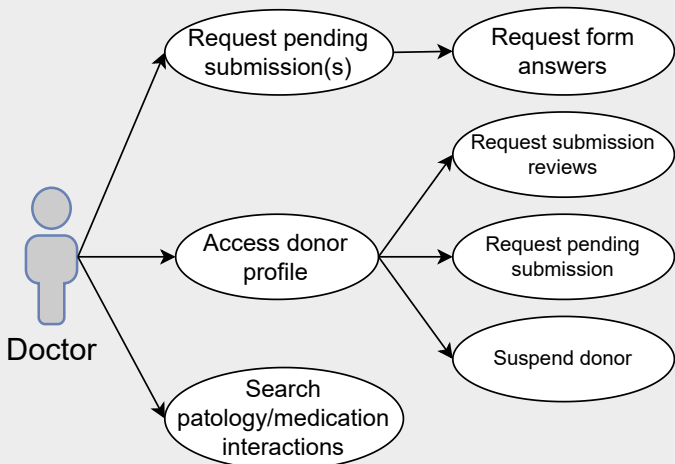 Request pending
submission(s)
Request form
answers
Request submission
reviews
Access donor
profile
Request pending
submission
Doctor
Suspend donor
Search
patology/medication
interactions